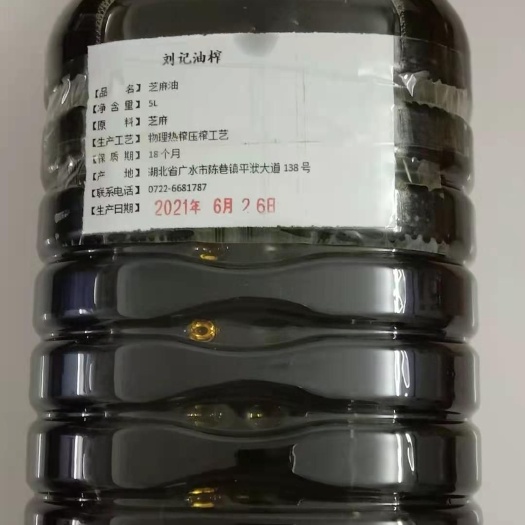 刘记油榨
【品 名】芝麻油
【净 含 量】5L
【原 料】芝麻
【生产工艺】物理热榨压榨工艺
【保 质 期】18个月
【产 地】湖北省广水市陈巷镇平洑大道138号
【联系电话】0722-6681787
【生产日期】2021年 6月26日